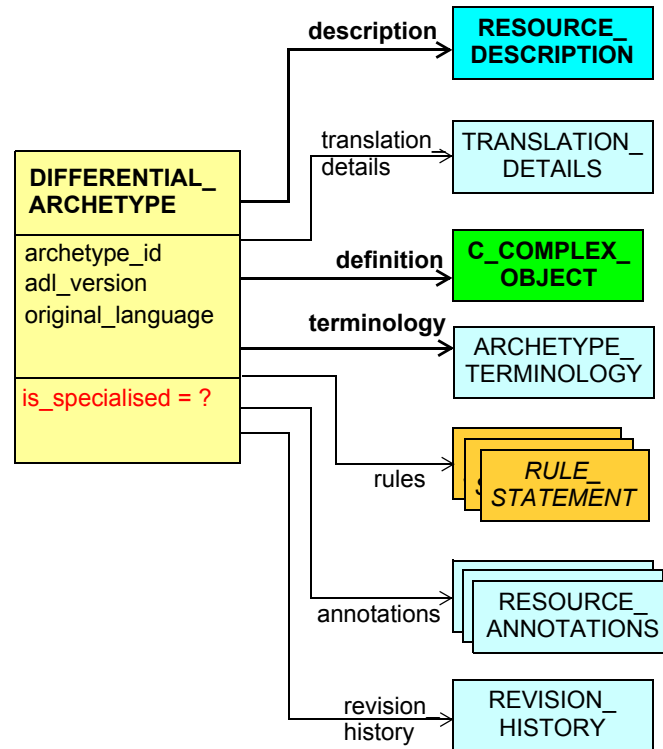 description
RESOURCE_
DESCRIPTION
translation_
details
TRANSLATION_
DETAILS
DIFFERENTIAL_
ARCHETYPE
archetype_id
adl_version
original_language
is_specialised = ?
definition
C_COMPLEX_
OBJECT
terminology
ARCHETYPE_
TERMINOLOGY
rules
RULE_
STATEMENT
annotations
RESOURCE_
ANNOTATIONS
revision_
history
REVISION_
HISTORY